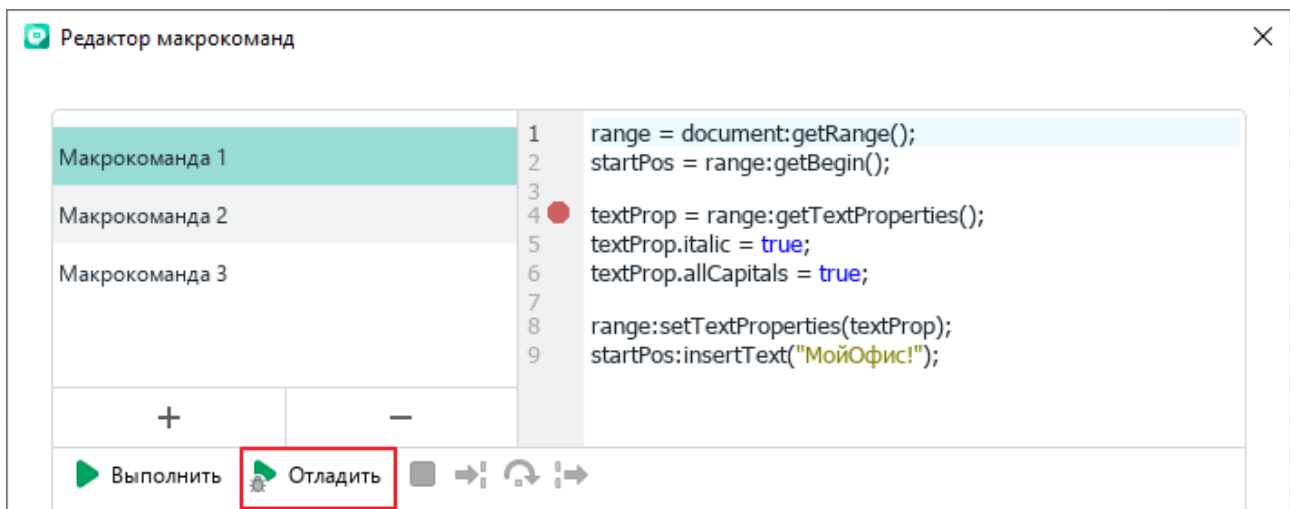 Редактор макрокоманд
Макрокоманда 1
Макрокоманда 2
Макрокоманда 3
+ −
1 range = document:getRange();
2 startPos = range:getBegin();
3
4 textProp = range:getTextProperties();
5 textProp.italic = true;
6 textProp.allCapitals = true;
7
8 range:setTextProperties(textProp);
9 startPos:insertText("МойОфис!");
Выполнить Отладить